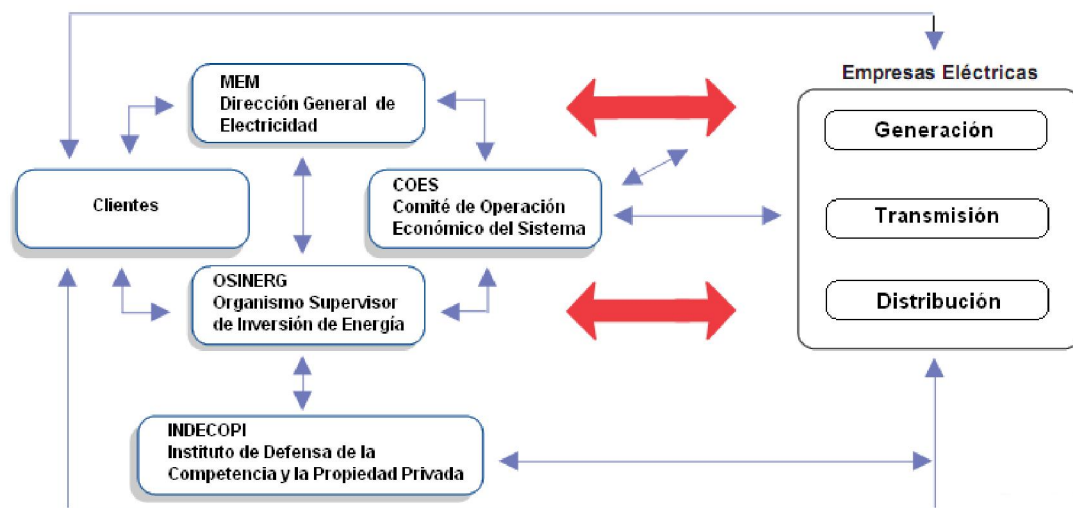 Empresas Eléctricas
MEM
Dirección General de
Electricidad
Generación
Clientes
COES
Comité de Operación
Económico del Sistema
Transmisión
OSINERG
Organismo Supervisor
de Inversión de Energía
Distribución
INDECOPI
Instituto de Defensa de la
Competencia y la Propiedad Privada